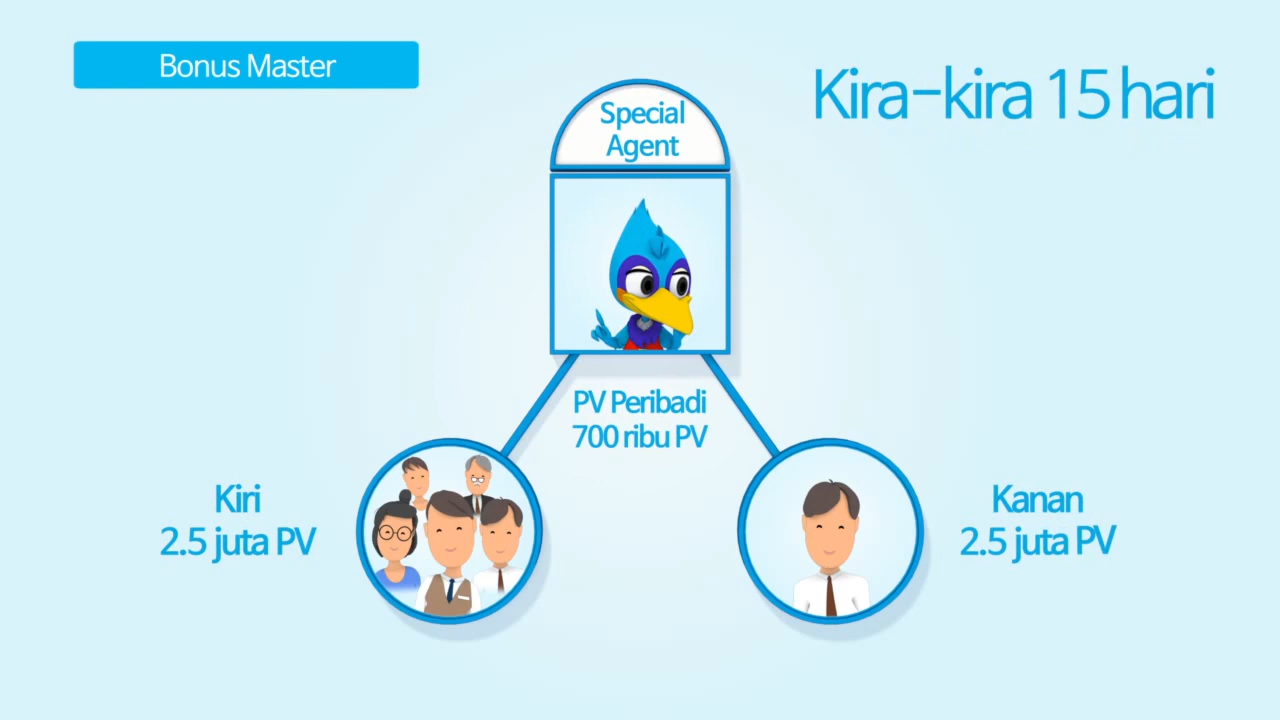 Bonus Master
Kira-kira 15 hari
Special
Agent
PV Peribadi
700 ribu PV
Kiri
2.5 juta PV
Kanan
2.5 juta PV